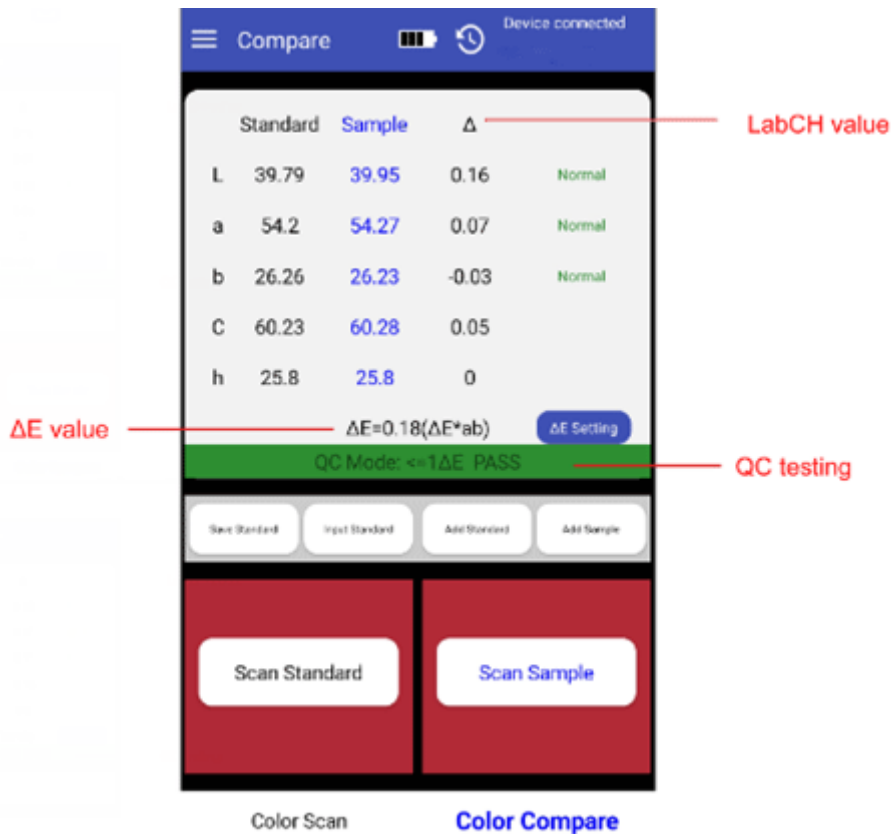 Compare
Device connected
Standard Sample Δ
LabCH value
L 39.79 39.95 0.16 Normal
a 54.2 54.27 0.07 Normal
b 26.26 26.23 -0.03 Normal
C 60.23 60.28 0.05
h 25.8 25.8 0
ΔE value
ΔE=0.18(ΔE*ab)
ΔE Setting
QC Mode: <=1ΔE PASS
QC testing
Save Standard Input Standard Add Standard Add Sample
Scan Standard Scan Sample
Color Scan Color Compare